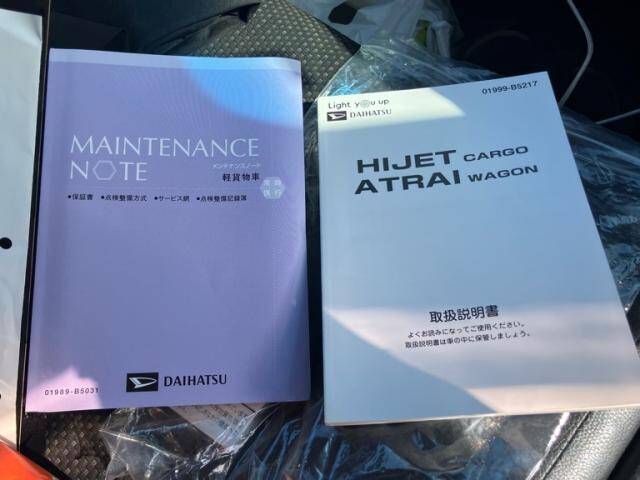 MAINTENANCE
NOTE
メンテナンスノート
軽貨物車
常時
携行
●保証書 ●点検整備方式 ●サービス網 ●点検整備記録簿
DAIHATSU
01989-B5031
01999-B5217
Light you up
DAIHATSU
HIJET CARGO
ATRAI WAGON
取扱説明書
よくお読みになってご使用ください。
取扱説明書は車の中に保管しましょう。